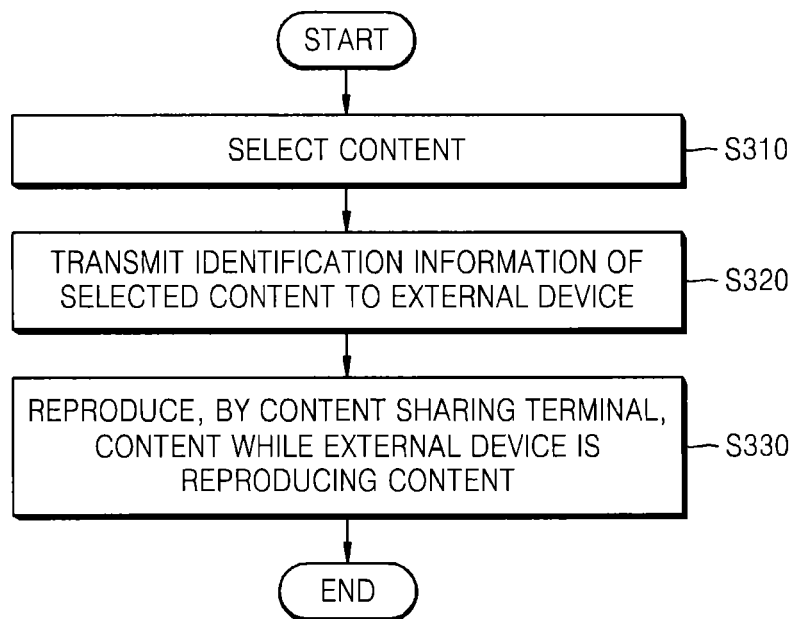 START
SELECT CONTENT
S310
TRANSMIT IDENTIFICATION INFORMATION OF
SELECTED CONTENT TO EXTERNAL DEVICE
S320
REPRODUCE, BY CONTENT SHARING TERMINAL,
CONTENT WHILE EXTERNAL DEVICE IS
REPRODUCING CONTENT
S330
END